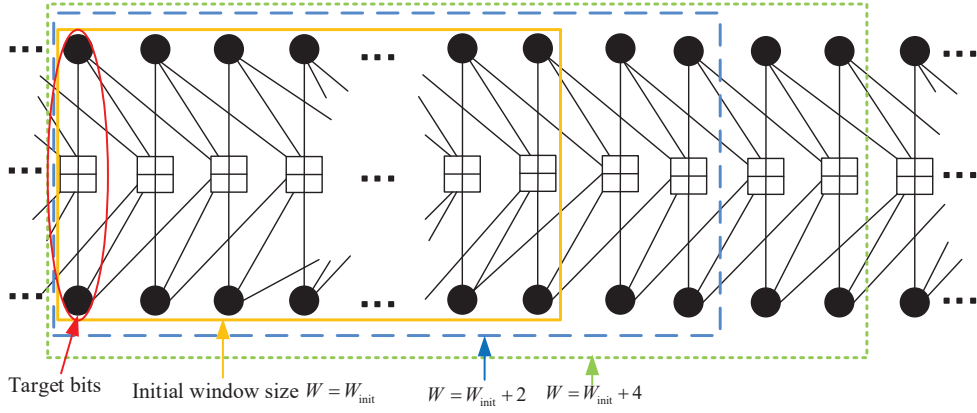 Target bits
Initial window size W = W_init
W = W_init + 2
W = W_init + 4